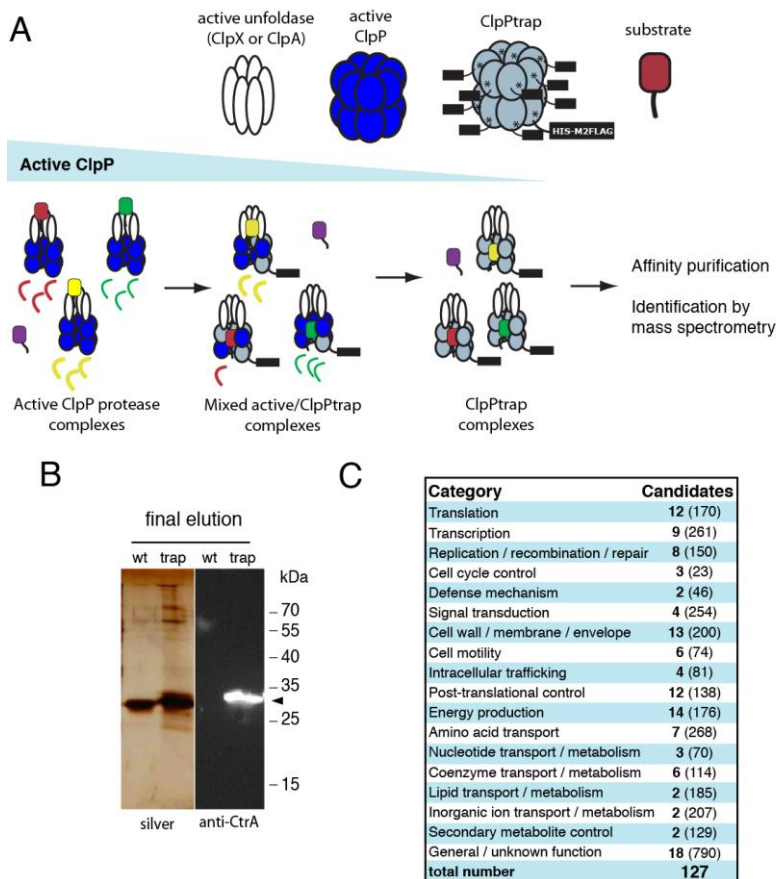 A
active unfoldase
(ClpX or ClpA)
active
ClpP
ClpPtrap
substrate
HIS-M2FLAG
Active ClpP
Affinity purification
Identification by
mass spectrometry
Active ClpP protease
complexes
Mixed active/ClpPtrap
complexes
ClpPtrap
complexes
B
final elution
wt trap wt trap
kDa
70
55
40
35
25
15
silver anti-CtrA
C
Category Candidates
Translation 12 (170)
Transcription 9 (261)
Replication / recombination / repair 8 (150)
Cell cycle control 3 (23)
Defense mechanism 2 (46)
Signal transduction 4 (254)
Cell wall / membrane / envelope 13 (200)
Cell motility 6 (74)
Intracellular trafficking 4 (81)
Post-translational control 12 (138)
Energy production 14 (176)
Amino acid transport 7 (268)
Nucleotide transport / metabolism 3 (70)
Coenzyme transport / metabolism 6 (114)
Lipid transport / metabolism 2 (185)
Inorganic ion transport / metabolism 2 (207)
Secondary metabolite control 2 (129)
General / unknown function 18 (790)
total number 127